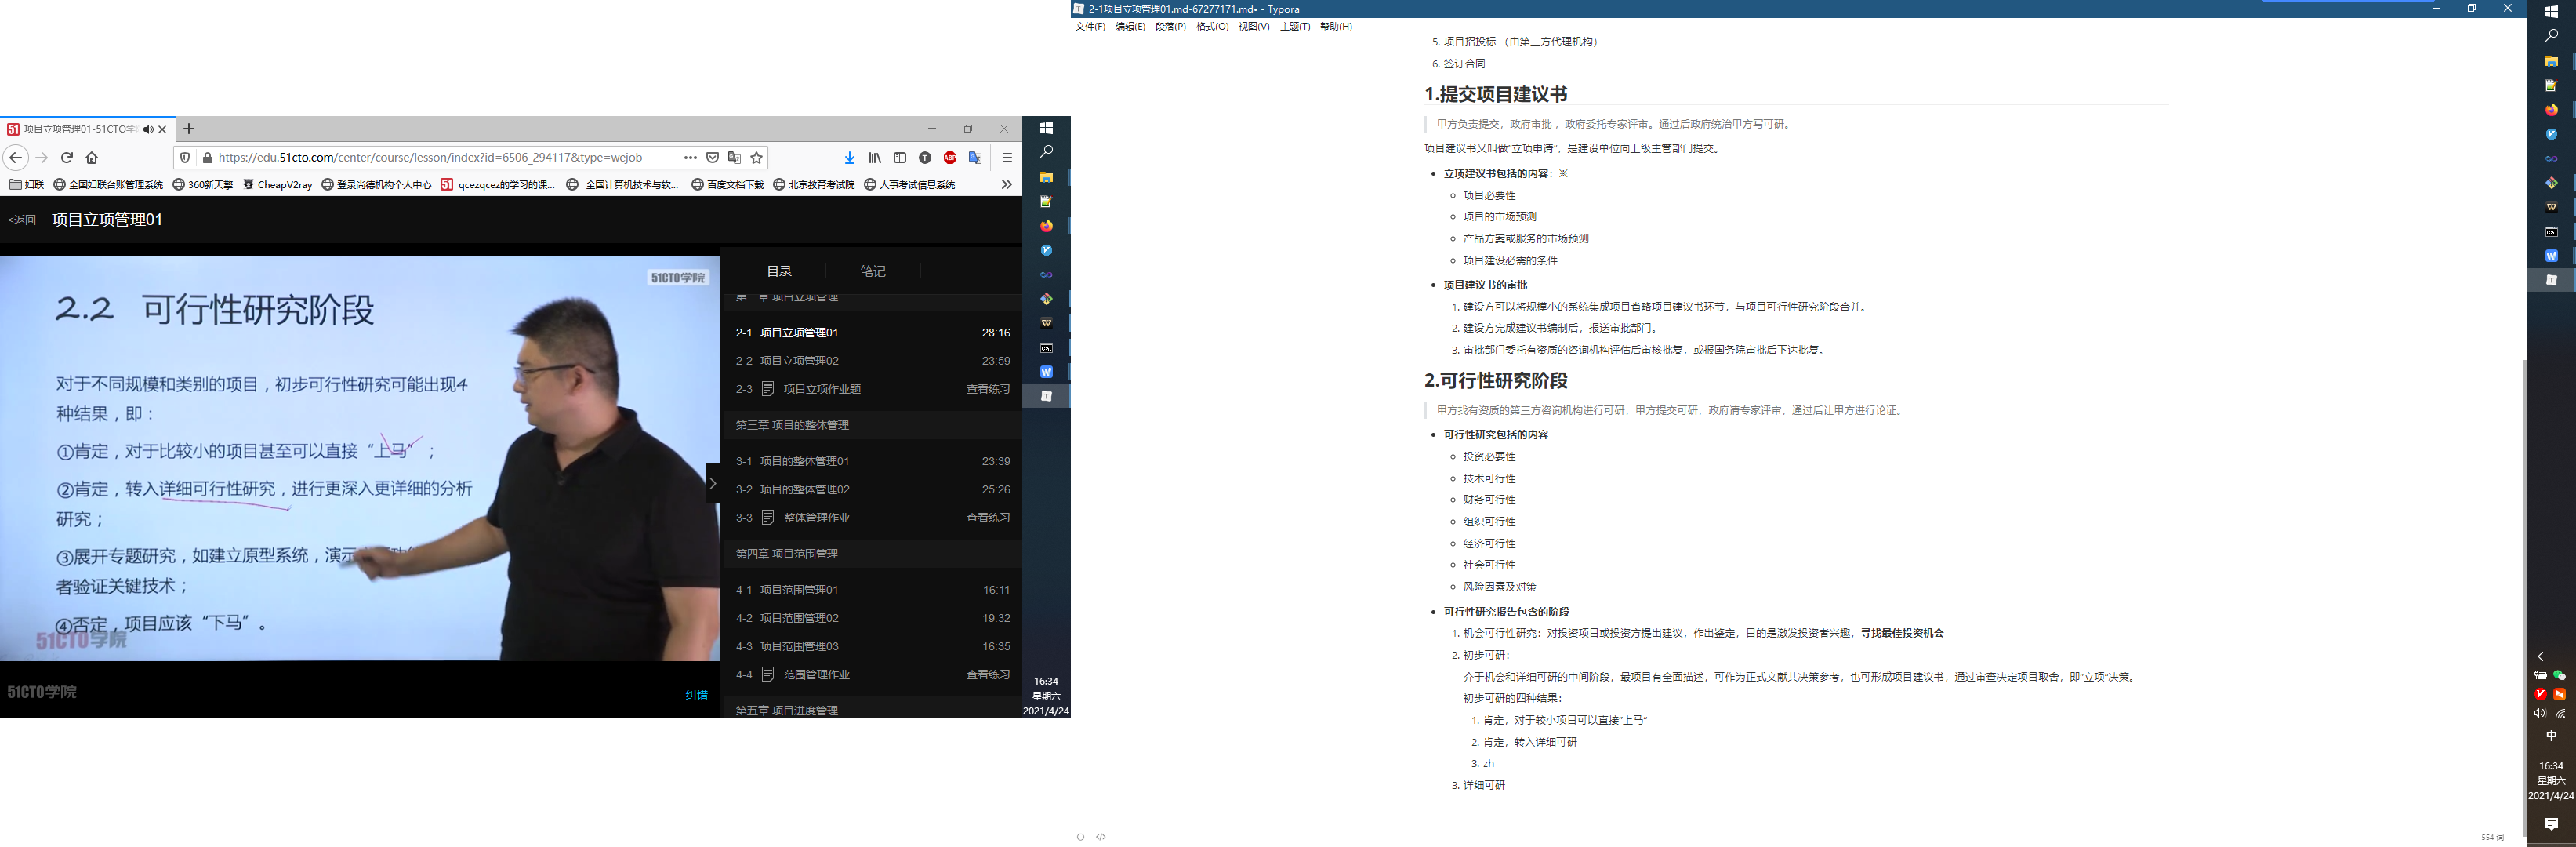 项目立项管理01-51CTO学
https://edu.51cto.com/center/course/lesson/index?id=6506_294117&type=wejob
妇联
全国妇联台账管理系统
360新天擎
CheapV2ray
登录尚德机构个人中心
qcezqcez的学习的课...
全国计算机技术与软...
百度文档下载
北京教育考试院
人事考试信息系统
<返回
项目立项管理01
51CTO学院
2.2 可行性研究阶段
对于不同规模和类别的项目，初步可行性研究可能出现4
种结果，即：
①肯定，对于比较小的项目甚至可以直接“上马”；
②肯定，转入详细可行性研究，进行更深入更详细的分析
研究；
③展开专题研究，如建立原型系统，演示
者验证关键技术；
④否定，项目应该“下马”。
51CTO学院
51CTO学院
纠错
目录
笔记
第二章 项目立项管理
2-1 项目立项管理01 28:16
2-2 项目立项管理02 23:59
2-3 项目立项作业题 查看练习
第三章 项目的整体管理
3-1 项目的整体管理01 23:39
3-2 项目的整体管理02 25:26
3-3 整体管理作业 查看练习
第四章 项目范围管理
4-1 项目范围管理01 16:11
4-2 项目范围管理02 19:32
4-3 项目范围管理03 16:35
4-4 范围管理作业 查看练习
第五章 项目进度管理
16:34
星期六
2021/4/24
2-1项目立项管理01.md-67277171.md• - Typora
文件(F) 编辑(E) 段落(P) 格式(O) 视图(V) 主题(T) 帮助(H)
5. 项目招投标 （由第三方代理机构）
6. 签订合同
1.提交项目建议书
甲方负责提交，政府审批 ，政府委托专家评审。通过后政府统治甲方写可研。
项目建议书又叫做"立项申请"，是建设单位向上级主管部门提交。
立项建议书包括的内容：※
项目必要性
项目的市场预测
产品方案或服务的市场预测
项目建设必需的条件
项目建议书的审批
1. 建设方可以将规模小的系统集成项目省略项目建议书环节，与项目可行性研究阶段合并。
2. 建设方完成建议书编制后，报送审批部门。
3. 审批部门委托有资质的咨询机构评估后审核批复，或报国务院审批后下达批复。
2.可行性研究阶段
甲方找有资质的第三方咨询机构进行可研，甲方提交可研，政府请专家评审，通过后让甲方进行论证。
可行性研究包括的内容
投资必要性
技术可行性
财务可行性
组织可行性
经济可行性
社会可行性
风险因素及对策
可行性研究报告包含的阶段
1. 机会可行性研究：对投资项目或投资方提出建议，作出鉴定，目的是激发投资者兴趣，寻找最佳投资机会
2. 初步可研：
介于机会和详细可研的中间阶段，最项目有全面描述，可作为正式文献共决策参考，也可形成项目建议书，通过审查决定项目取舍，即"立项"决策。
初步可研的四种结果：
1. 肯定，对于较小项目可以直接"上马"
2. 肯定，转入详细可研
3. zh
3. 详细可研
554 词
中
16:34
星期六
2021/4/24